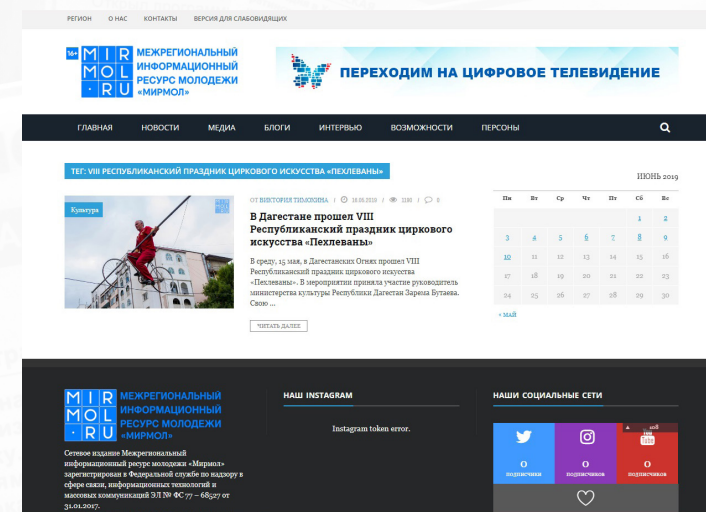 РЕГИОН О НАС КОНТАКТЫ ВЕРСИЯ ДЛЯ СЛАБОВИДЯЩИХ
16+ MIR MOL .RU
МЕЖРЕГИОНАЛЬНЫЙ
ИНФОРМАЦИОННЫЙ
РЕСУРС МОЛОДЕЖИ
«МИРМОЛ»
ПЕРЕХОДИМ НА ЦИФРОВОЕ ТЕЛЕВИДЕНИЕ
ГЛАВНАЯ НОВОСТИ МЕДИА БЛОГИ ИНТЕРВЬЮ ВОЗМОЖНОСТИ ПЕРСОНЫ
ТЕГ: VIII РЕСПУБЛИКАНСКИЙ ПРАЗДНИК ЦИРКОВОГО ИСКУССТВА «ПЕХЛЕВАНЫ»
Культура
ОТ ВИКТОРИЯ ТИМОХИНА / 16.05.2019 / 1190 / 0
В Дагестане прошел VIII
Республиканский праздник циркового
искусства «Пехлеваны»
В среду, 15 мая, в Дагестанских Огнях прошел VIII
Республиканский праздник циркового искусства
«Пехлеваны». В мероприятии приняла участие руководитель
министерства культуры Республики Дагестан Зарема Бутаева.
Свою ...
ЧИТАТЬ ДАЛЕЕ
ИЮНЬ 2019
Пн Вт Ср Чт Пт Сб Вс
1 2
3 4 5 6 7 8 9
10 11 12 13 14 15 16
17 18 19 20 21 22 23
24 25 26 27 28 29 30
« МАЙ
MIR MOL .RU
МЕЖРЕГИОНАЛЬНЫЙ
ИНФОРМАЦИОННЫЙ
РЕСУРС МОЛОДЕЖИ
«МИРМОЛ»
Сетевое издание Межрегиональный
информационный ресурс молодежи «Мирмол»
зарегистрирован в Федеральной службе по надзору в
сфере связи, информационных технологий и
массовых коммуникаций ЭЛ № ФС 77 – 68527 от
31.01.2017.
НАШ INSTAGRAM
Instagram token error.
НАШИ СОЦИАЛЬНЫЕ СЕТИ
You Tube
0 0 0
подписчики подписчиков подписчиков